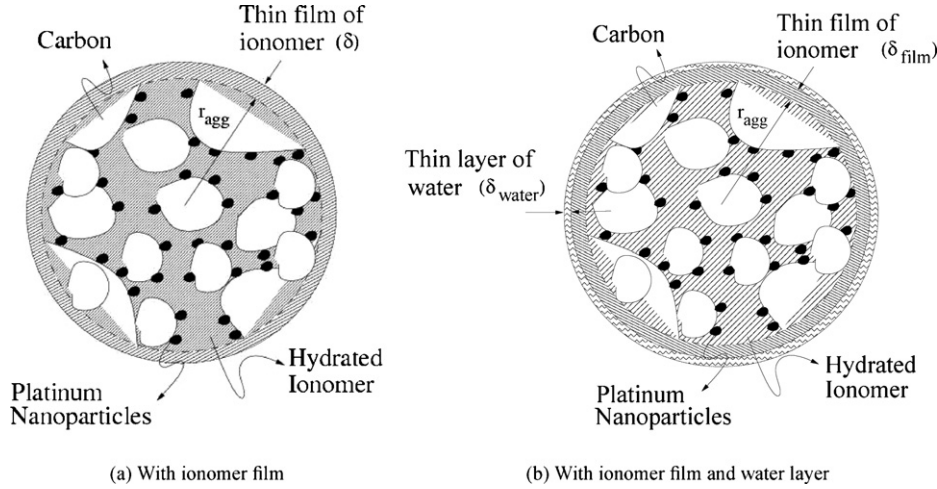 Carbon
Thin film of
ionomer (δ)
r_agg
Platinum
Nanoparticles
Hydrated
Ionomer
(a) With ionomer film
Carbon
Thin film of
ionomer (δ_film)
r_agg
Thin layer of
water (δ_water)
Platinum
Nanoparticles
Hydrated
Ionomer
(b) With ionomer film and water layer